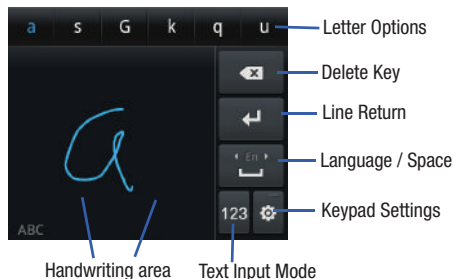 a s G k q u Letter Options
Delete Key
Line Return
En Language / Space
123 Keypad Settings
ABC
Handwriting area Text Input Mode